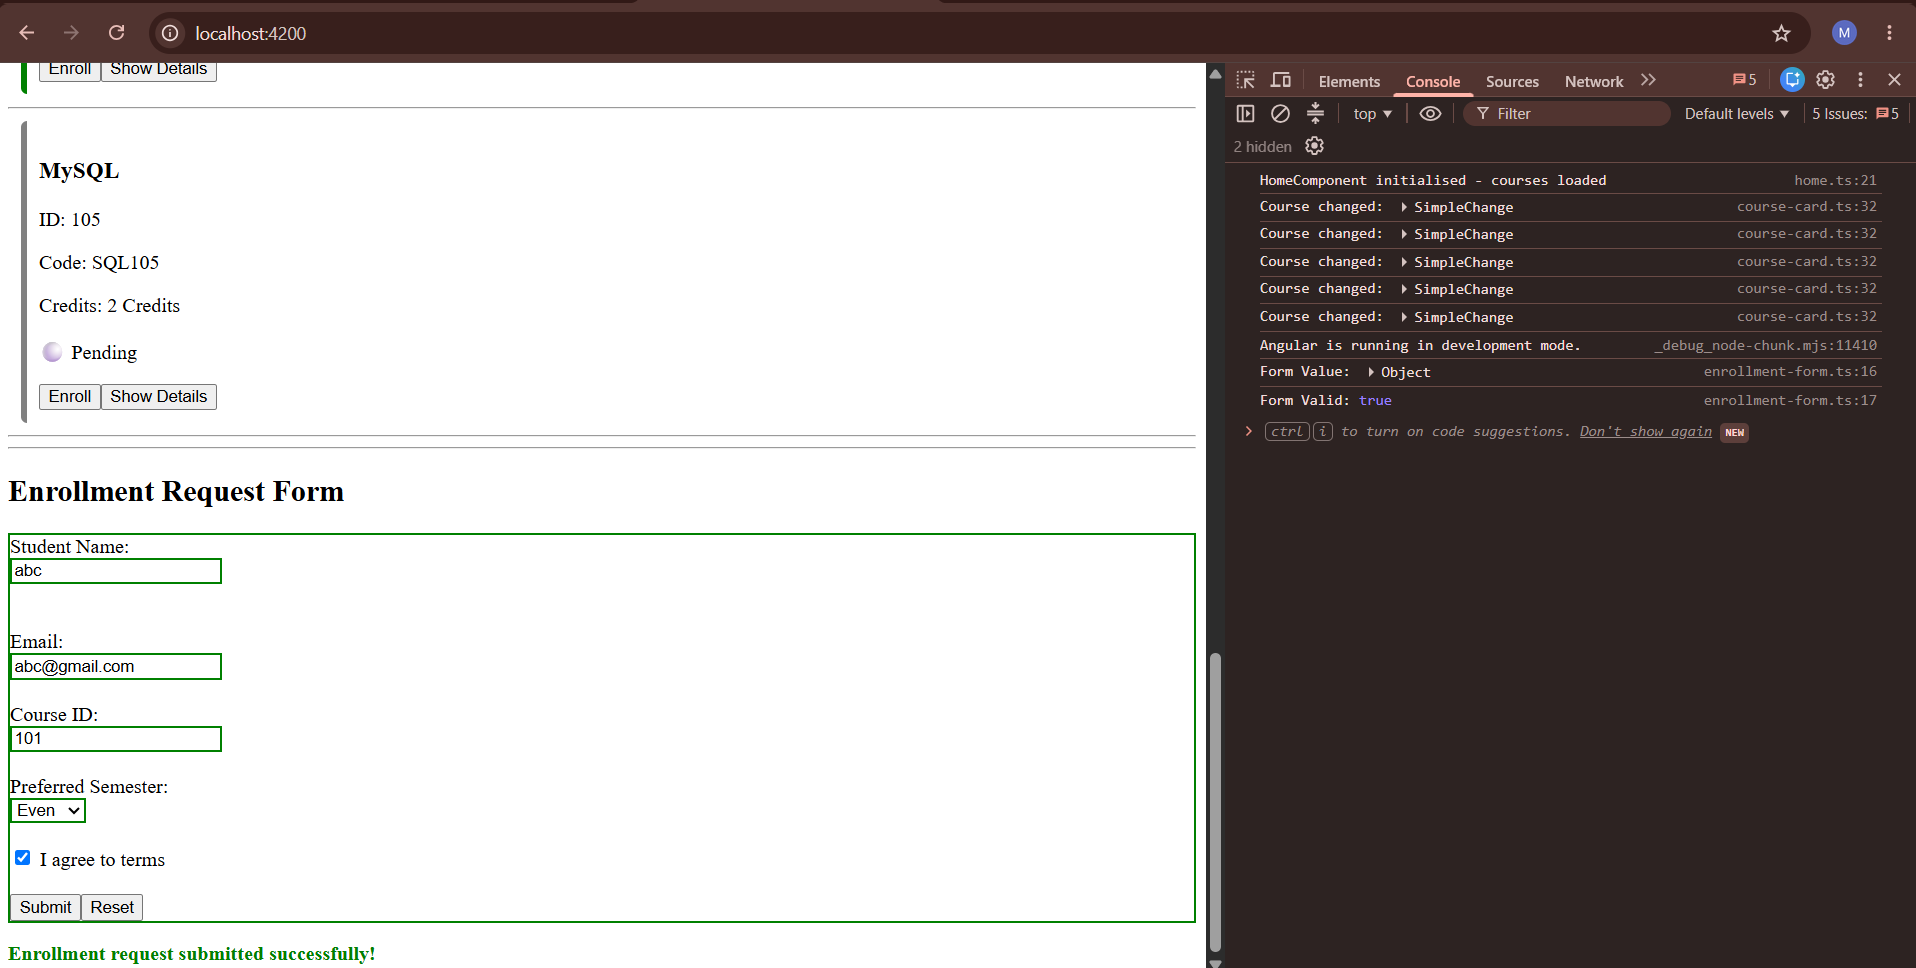 localhost:4200
M
Enroll Show Details
MySQL
ID: 105
Code: SQL105
Credits: 2 Credits
Pending
Enroll Show Details
Enrollment Request Form
Student Name:
abc
Email:
abc@gmail.com
Course ID:
101
Preferred Semester:
Even
I agree to terms
Submit Reset
Enrollment request submitted successfully!
Elements Console Sources Network 5
top Filter Default levels 5 Issues: 5
2 hidden
HomeComponent initialised - courses loaded home.ts:21
Course changed: SimpleChange course-card.ts:32
Course changed: SimpleChange course-card.ts:32
Course changed: SimpleChange course-card.ts:32
Course changed: SimpleChange course-card.ts:32
Course changed: SimpleChange course-card.ts:32
Angular is running in development mode. _debug_node-chunk.mjs:11410
Form Value: Object enrollment-form.ts:16
Form Valid: true enrollment-form.ts:17
ctrl i to turn on code suggestions. Don't show again NEW